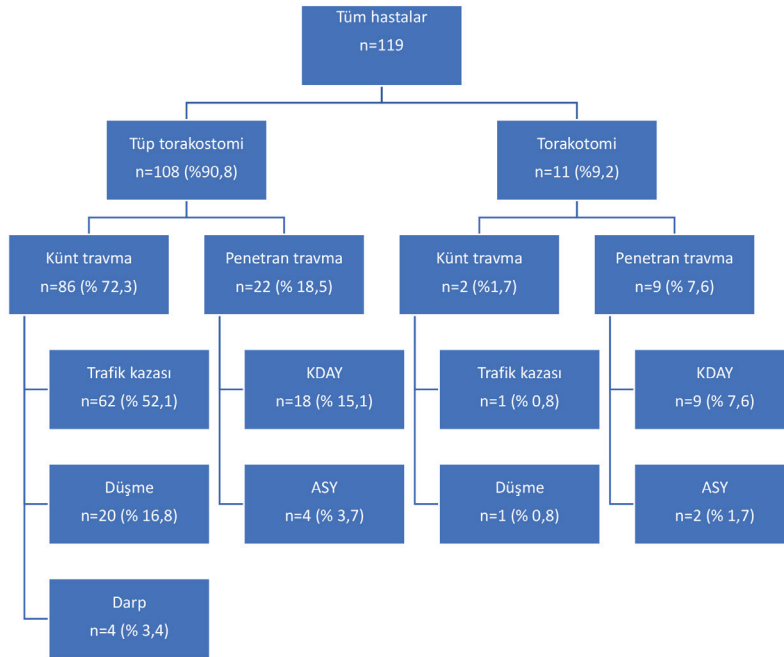 Tüm hastalar
n=119
Tüp torakostomi
n=108 (%90,8)
Torakotomi
n=11 (%9,2)
Künt travma
n=86 (% 72,3)
Penetran travma
n=22 (% 18,5)
Künt travma
n=2 (%1,7)
Penetran travma
n=9 (% 7,6)
Trafik kazası
n=62 (% 52,1)
KDAY
n=18 (% 15,1)
Trafik kazası
n=1 (% 0,8)
KDAY
n=9 (% 7,6)
Düşme
n=20 (% 16,8)
ASY
n=4 (% 3,7)
Düşme
n=1 (% 0,8)
ASY
n=2 (% 1,7)
Darp
n=4 (% 3,4)